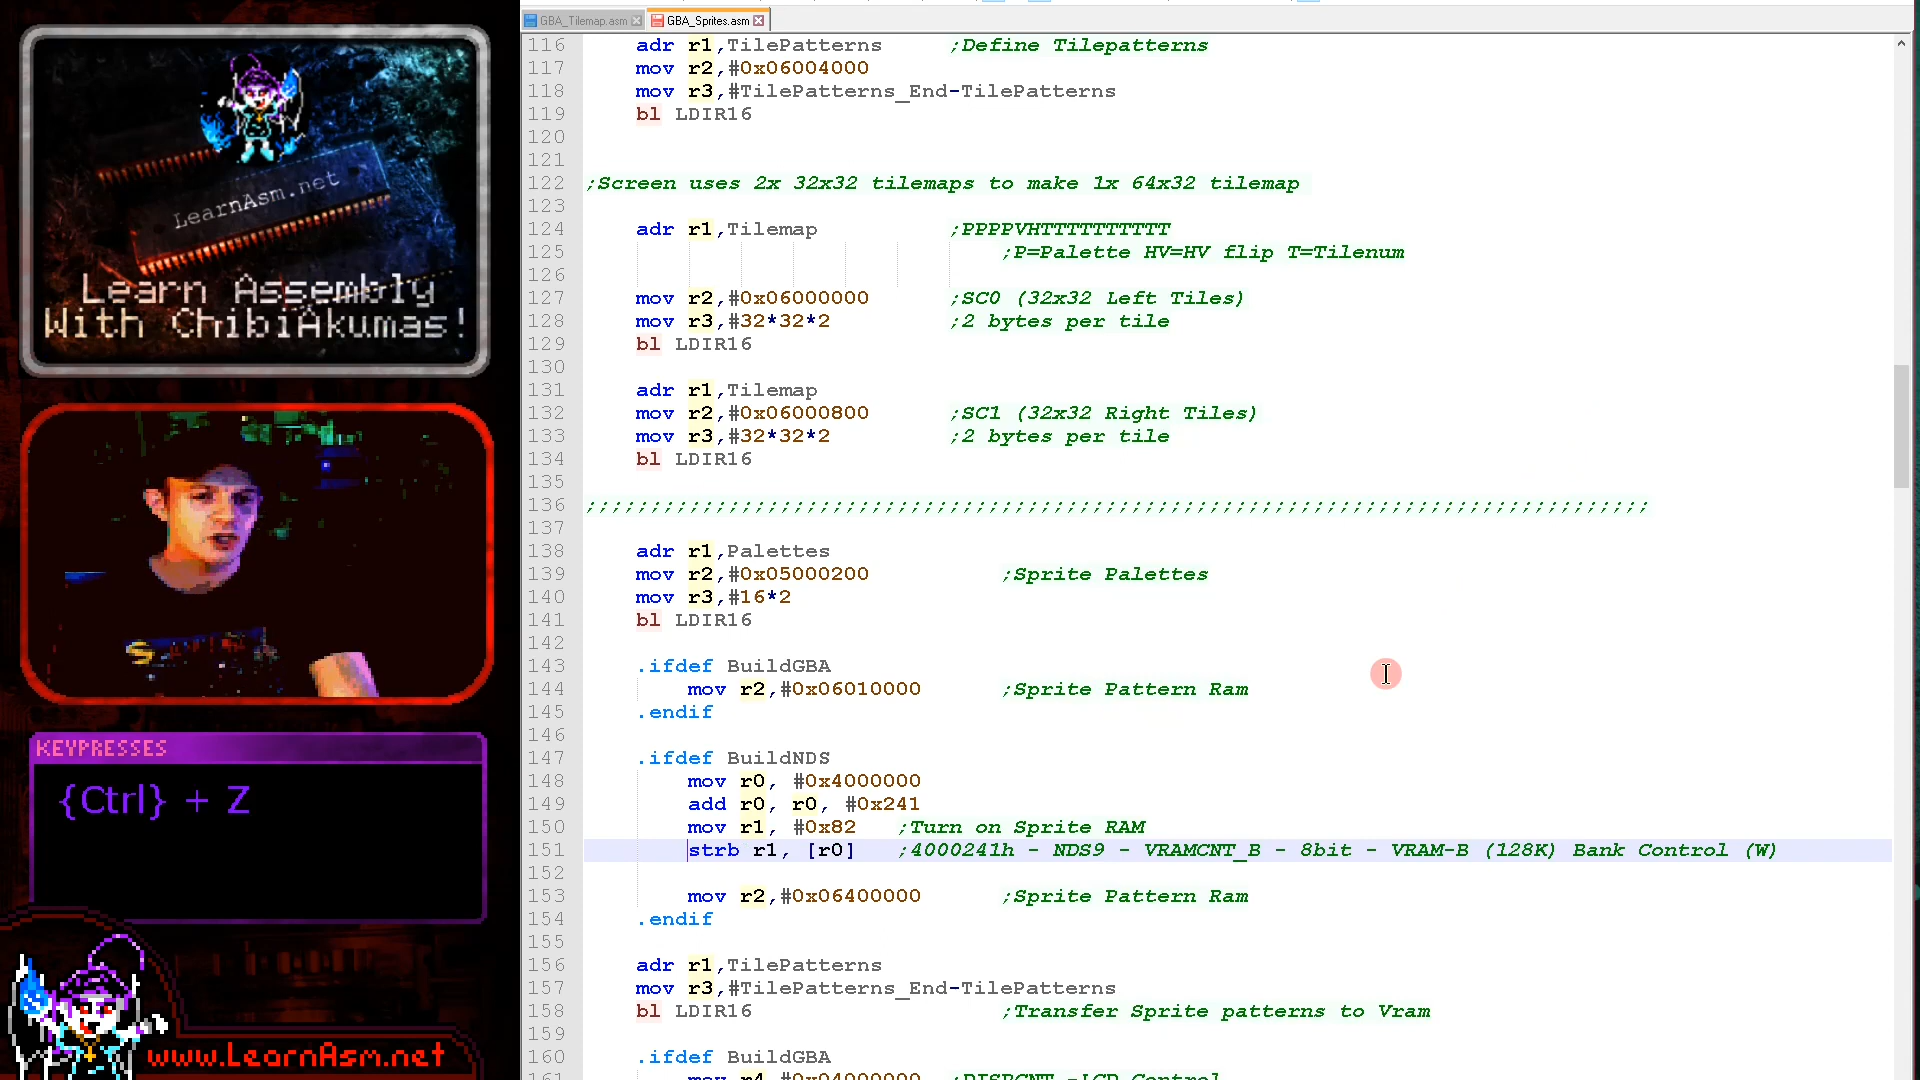 LearnAsm.net
Learn Assembly
With ChibiAkumas!
KEYPRESSES
{Ctrl} + Z
www.LearnAsm.net
GBA_Tilemap.asm GBA_Sprites.asm
116 adr r1,TilePatterns ;Define Tilepatterns
117 mov r2,#0x06004000
118 mov r3,#TilePatterns_End-TilePatterns
119 bl LDIR16
120
121
122 ;Screen uses 2x 32x32 tilemaps to make 1x 64x32 tilemap
123
124 adr r1,Tilemap ;PPPPVHTTTTTTTTTT
125 ;P=Palette HV=HV flip T=Tilenum
126
127 mov r2,#0x06000000 ;SC0 (32x32 Left Tiles)
128 mov r3,#32*32*2 ;2 bytes per tile
129 bl LDIR16
130
131 adr r1,Tilemap
132 mov r2,#0x06000800 ;SC1 (32x32 Right Tiles)
133 mov r3,#32*32*2 ;2 bytes per tile
134 bl LDIR16
135
136 ;;;;;;;;;;;;;;;;;;;;;;;;;;;;;;;;;;;;;;;;;;;;;;;;;;;;;;;;;;;;;;;;;;;;;;;;;;;;;;;;;;
137
138 adr r1,Palettes
139 mov r2,#0x05000200 ;Sprite Palettes
140 mov r3,#16*2
141 bl LDIR16
142
143 .ifdef BuildGBA
144 mov r2,#0x06010000 ;Sprite Pattern Ram
145 .endif
146
147 .ifdef BuildNDS
148 mov r0, #0x4000000
149 add r0, r0, #0x241
150 mov r1, #0x82 ;Turn on Sprite RAM
151 strb r1, [r0] ;4000241h - NDS9 - VRAMCNT_B - 8bit - VRAM-B (128K) Bank Control (W)
152
153 mov r2,#0x06400000 ;Sprite Pattern Ram
154 .endif
155
156 adr r1,TilePatterns
157 mov r3,#TilePatterns_End-TilePatterns
158 bl LDIR16 ;Transfer Sprite patterns to Vram
159
160 .ifdef BuildGBA
161 mov r4,#0x04000000 ;DISPCNT -LCD Control